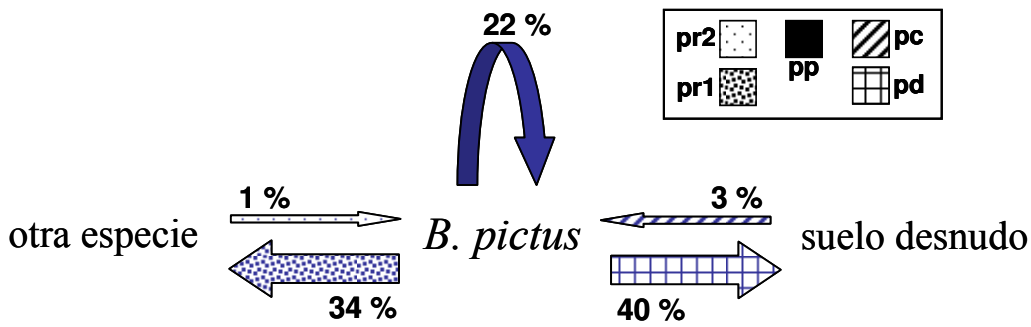 22 %
pr2 pp pc
pr1 pd
1 %
3 %
otra especie B. pictus suelo desnudo
34 %
40 %